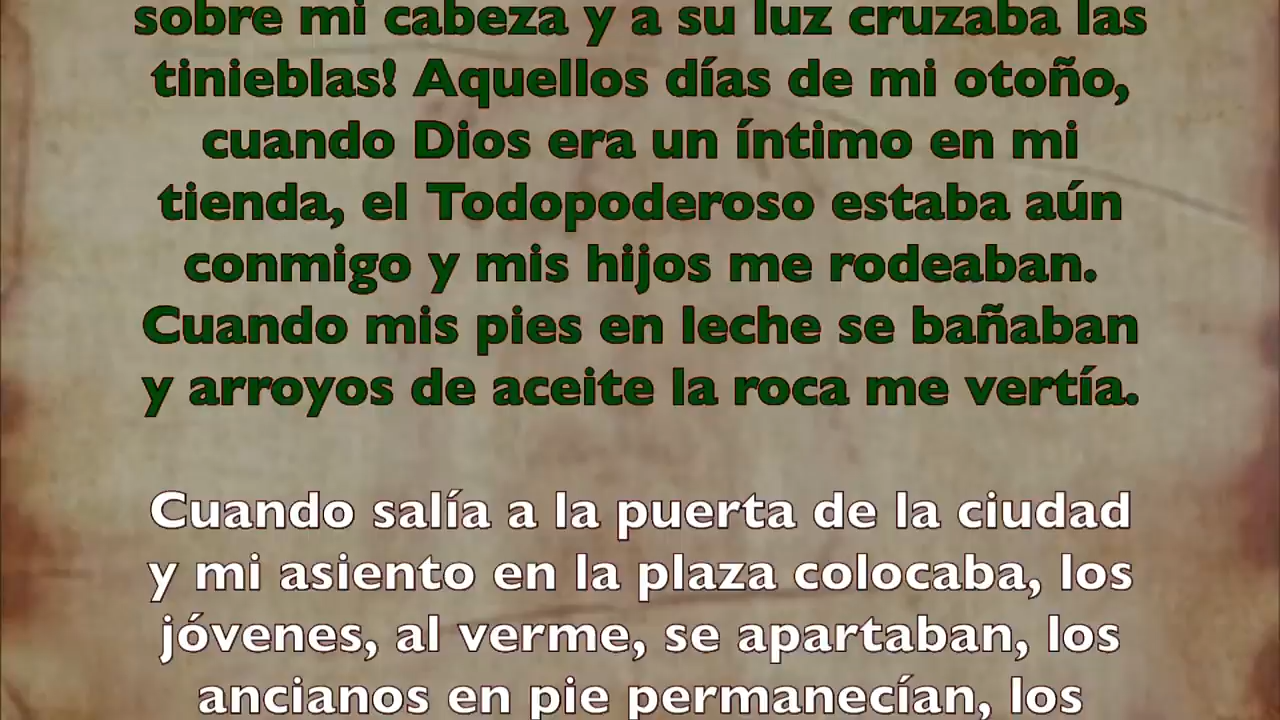 sobre mi cabeza y a su luz cruzaba las
tinieblas! Aquellos días de mi otoño,
cuando Dios era un íntimo en mi
tienda, el Todopoderoso estaba aún
conmigo y mis hijos me rodeaban.
Cuando mis pies en leche se bañaban
y arroyos de aceite la roca me vertía.
Cuando salía a la puerta de la ciudad
y mi asiento en la plaza colocaba, los
jóvenes, al verme, se apartaban, los
ancianos en pie permanecían, los